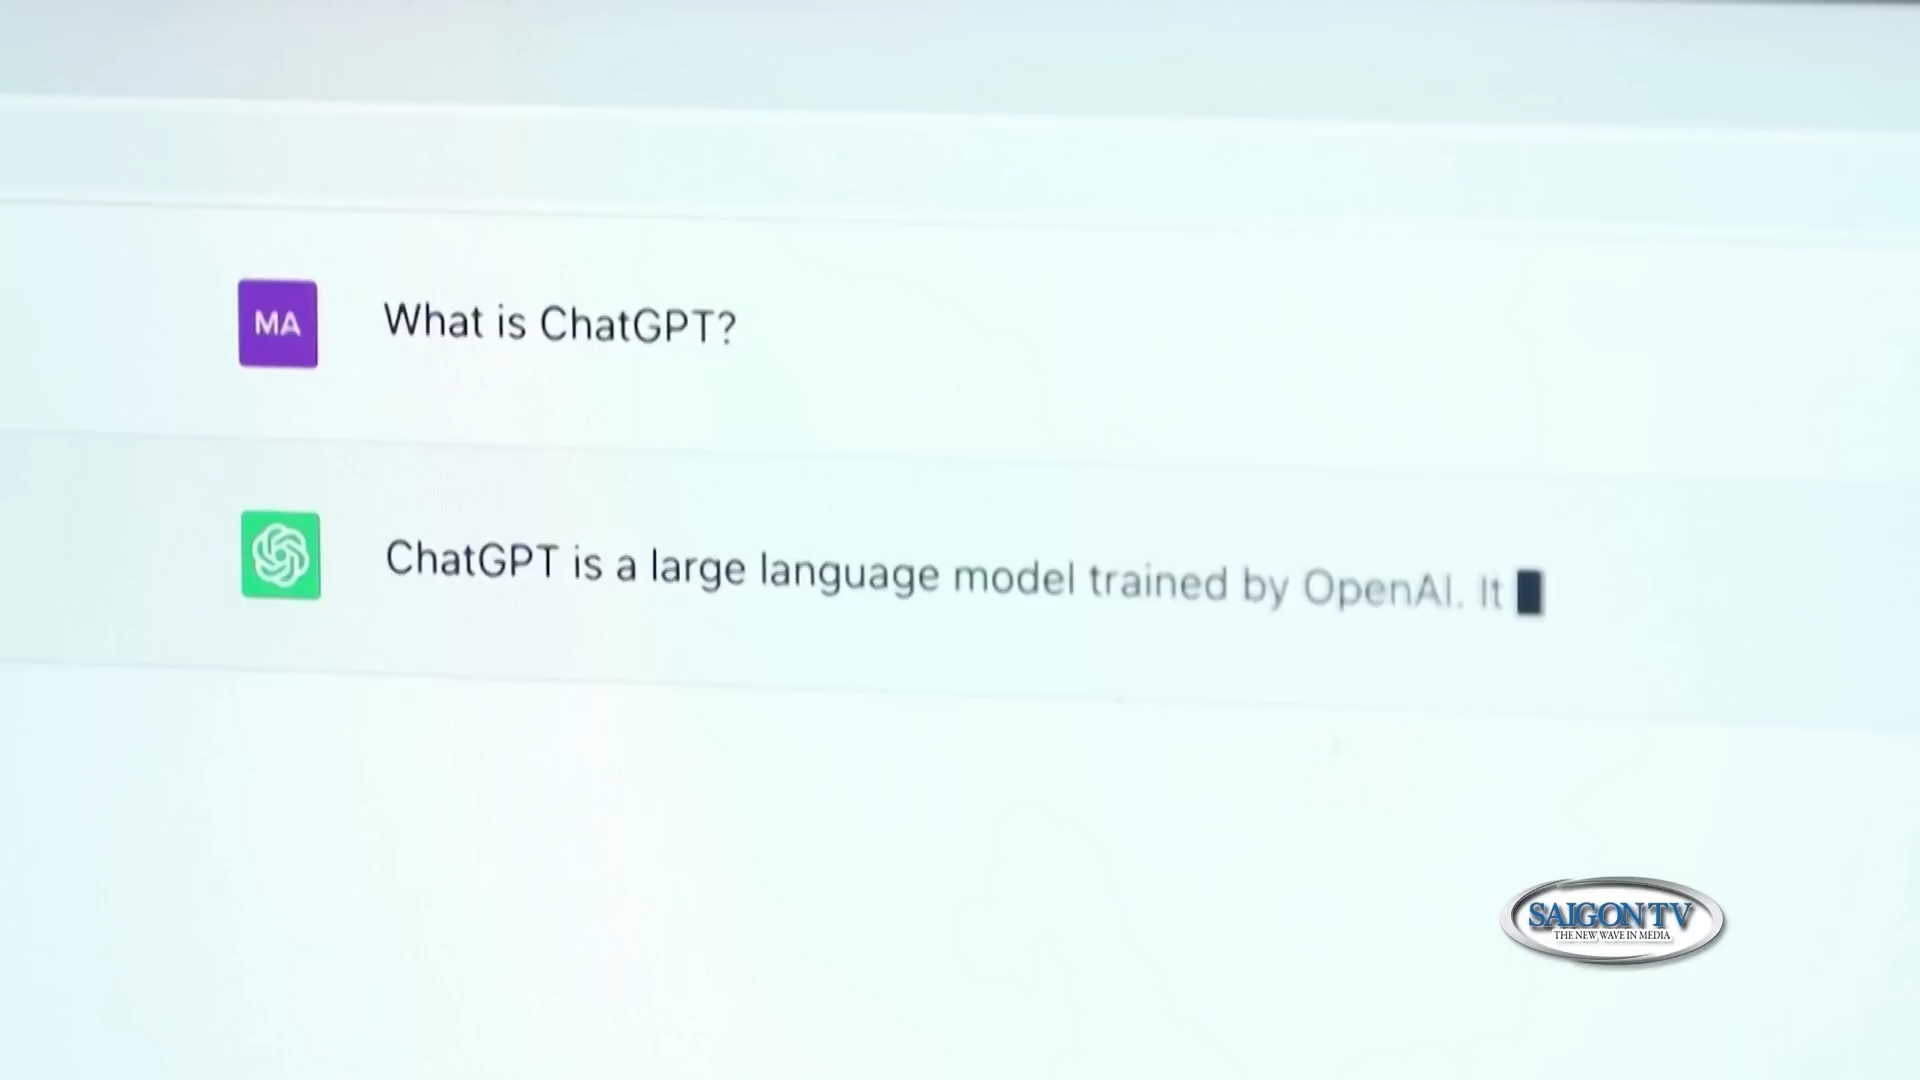 MA
What is ChatGPT?
ChatGPT is a large language model trained by OpenAI. It
SAIGON TV
THE NEW WAVE IN MEDIA